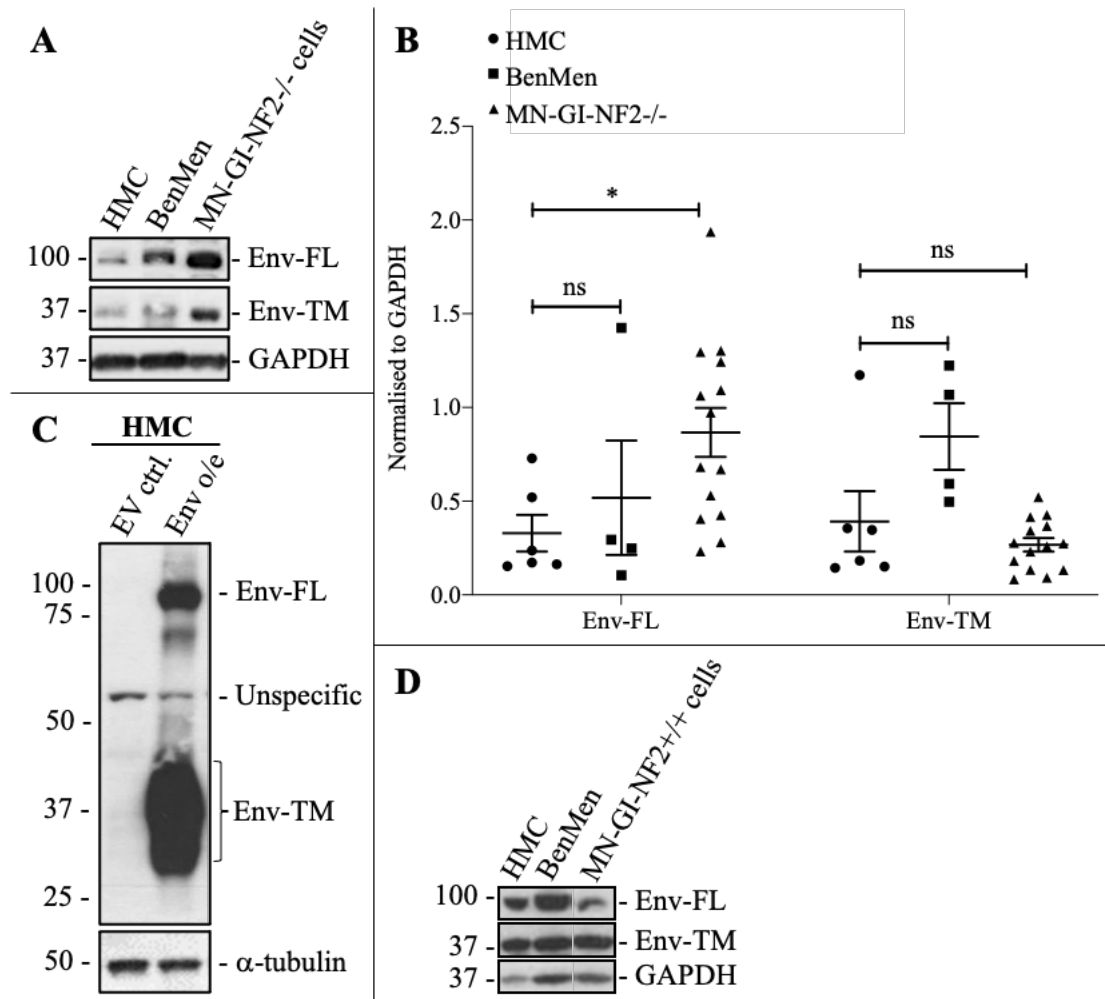 A
HMC
BenMen
MN-GI-NF2-/- cells
100 - - Env-FL
37 - - Env-TM
37 - - GAPDH
B
HMC
BenMen
MN-GI-NF2-/-
Normalised to GAPDH
2.5
2.0
1.5
1.0
0.5
0.0
*
ns
ns
ns
Env-FL
Env-TM
C
HMC
EV ctrl.
Env o/e
100 - - Env-FL
75 -
- Unspecific
50 -
37 - Env-TM
25 -
50 - - α-tubulin
D
HMC
BenMen
MN-GI-NF2+/+ cells
100 - - Env-FL
37 - - Env-TM
37 - - GAPDH